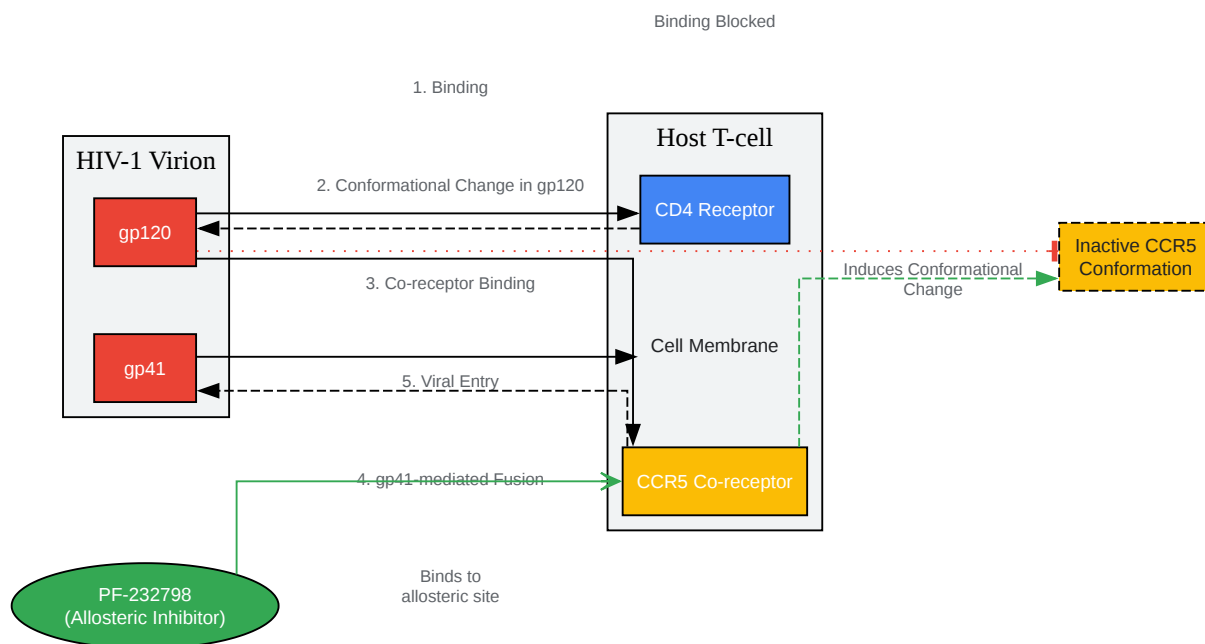 Binding Blocked
1. Binding
Host T-cell
HIV-1 Virion
2. Conformational Change in gp120
CD4 Receptor
gp120
Inactive CCR5
Conformation
Induces Conformational
Change
3. Co-receptor Binding
Cell Membrane
gp41
5. Viral Entry
4. gp41-mediated Fusion
CCR5 Co-receptor
Binds to
allosteric site
PF-232798
(Allosteric Inhibitor)